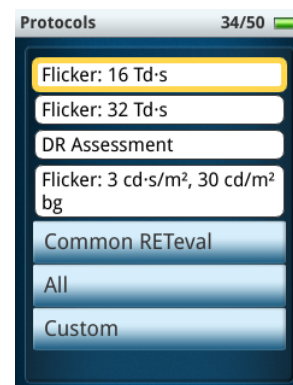 Protocols 34/50
Flicker: 16 Td·s
Flicker: 32 Td·s
DR Assessment
Flicker: 3 cd·s/m², 30 cd/m²
bg
Common RETeval
All
Custom